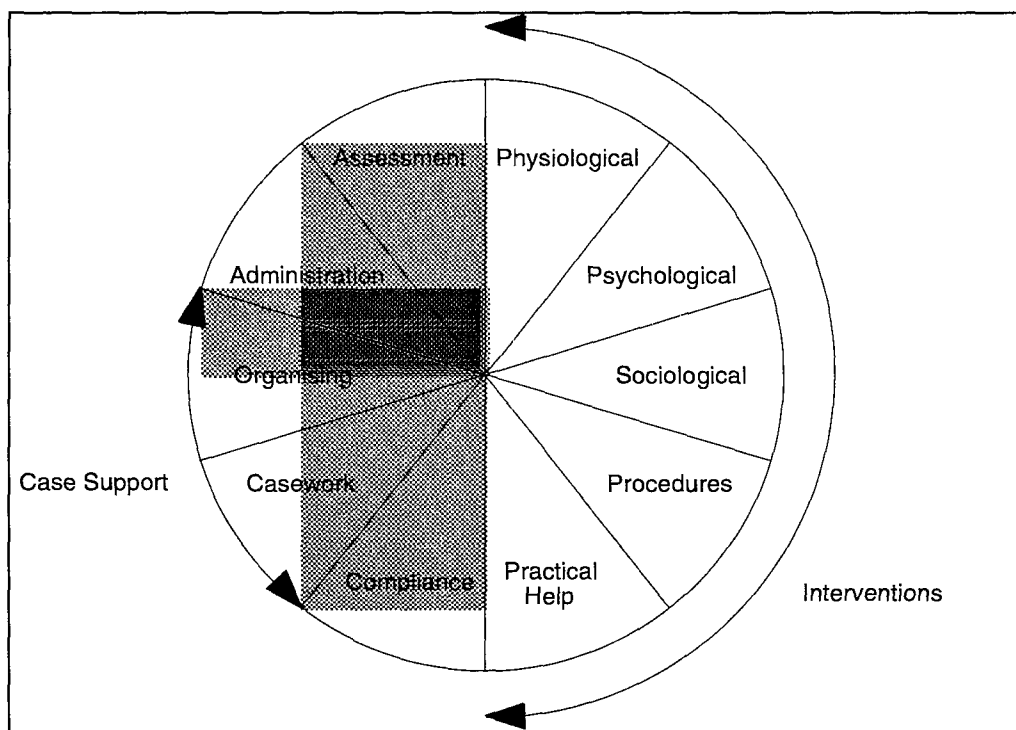 Assessment
Physiological
Administration
Psychological
Organising
Sociological
Case Support
Casework
Procedures
Compliance
Practical
Help
Interventions